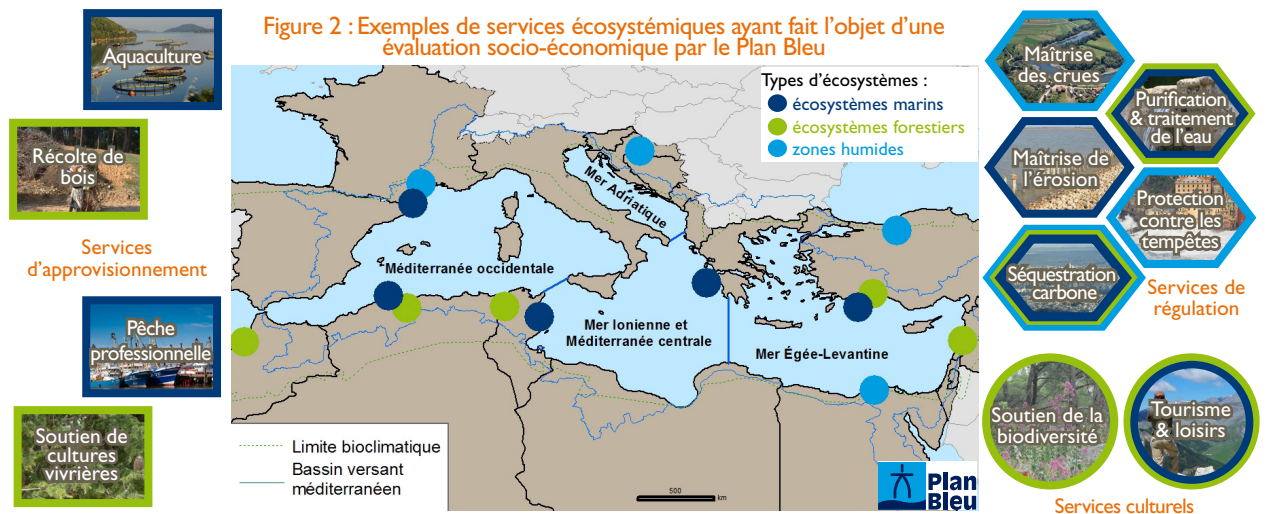 Figure 2 : Exemples de services écosystémiques ayant fait l'objet d'une
évaluation socio-économique par le Plan Bleu
Aquaculture
Récolte de
bois
Services
d'approvisionnement
Pêche
professionnelle
Soutien de
cultures
vivrières
Types d'écosystèmes :
écosystèmes marins
écosystèmes forestiers
zones humides
Mer Adriatique
Méditerranée occidentale
Mer Ionienne et
Méditerranée centrale
Mer Égée-Levantine
Limite bioclimatique
Bassin versant
méditerranéen
500
km
Plan
Bleu
Maîtrise
des crues
Purification
& traitement
de l'eau
Maîtrise de
l'érosion
Protection
contre les
tempêtes
Séquestration
carbone
Services de
régulation
Soutien de la
biodiversité
Tourisme
& loisirs
Services culturels